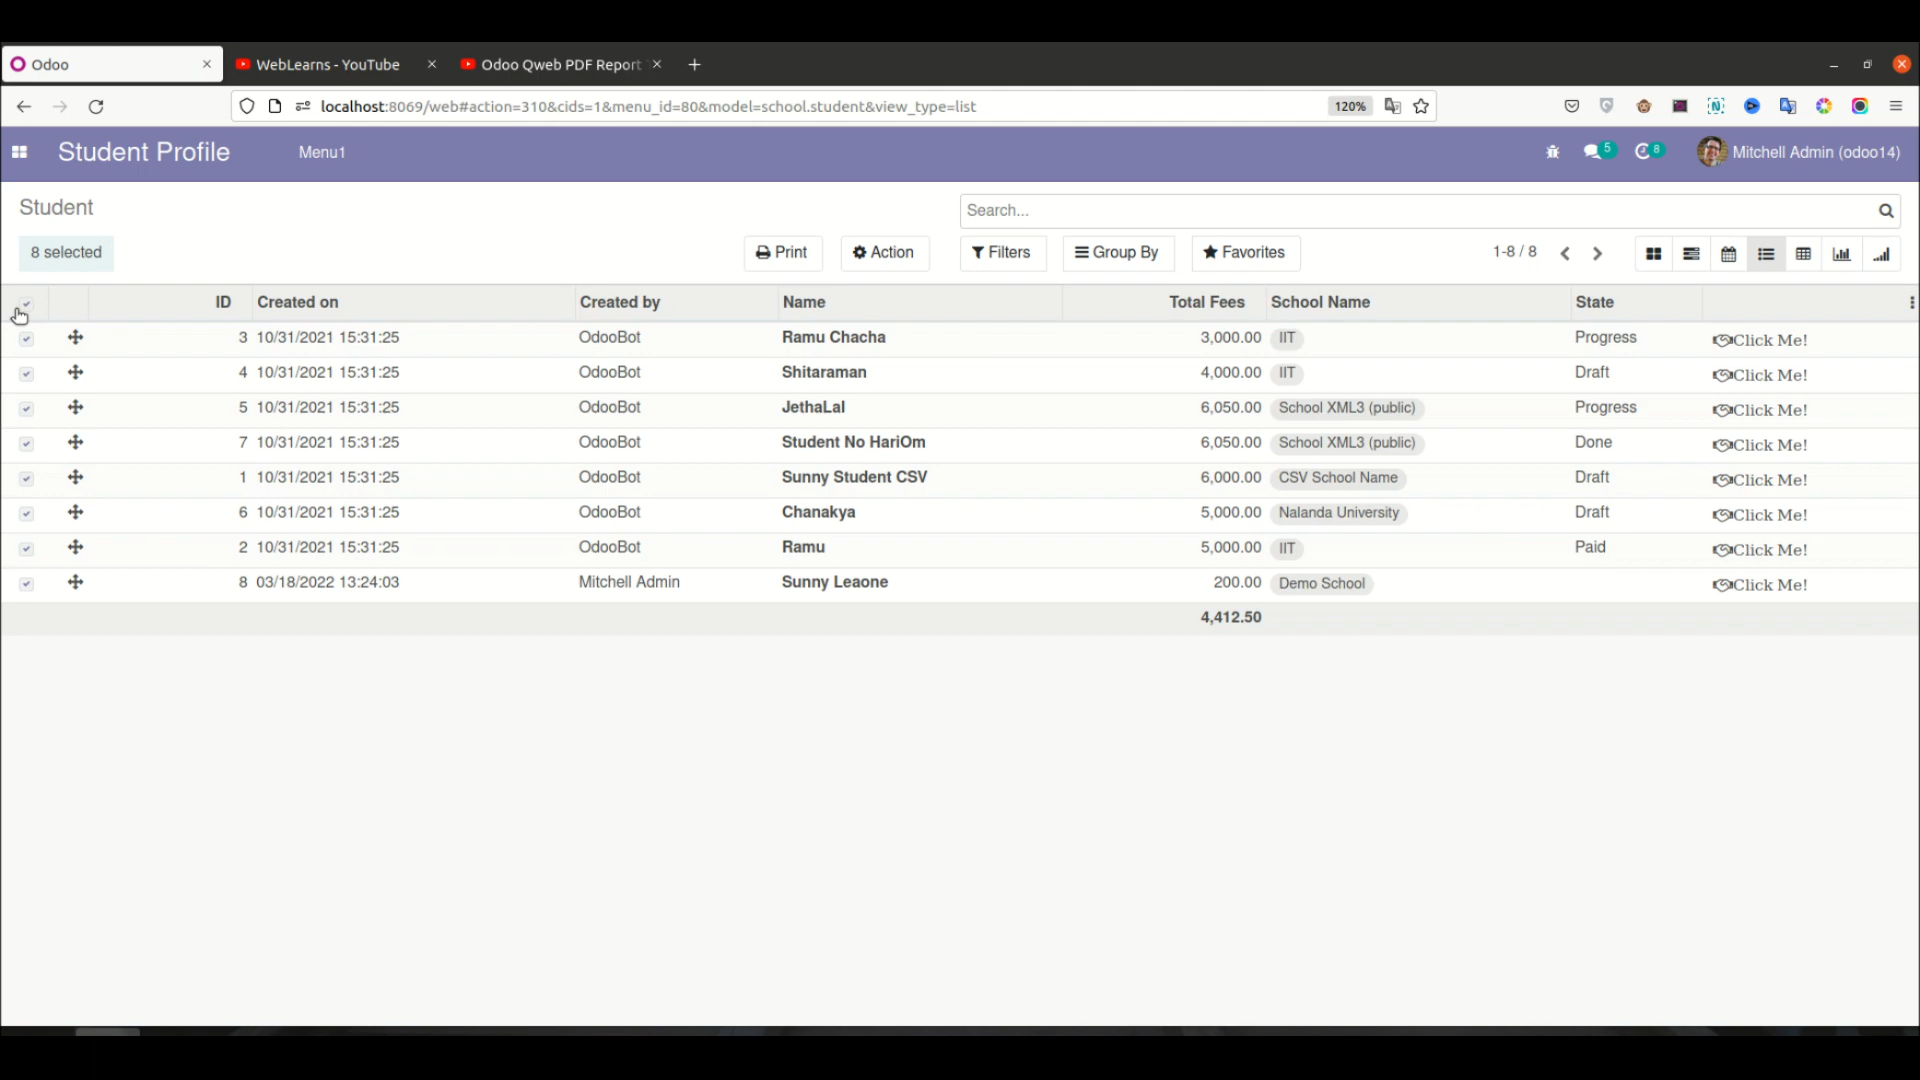 Odoo
WebLearns - YouTube
Odoo Qweb PDF Report
localhost:8069/web#action=310&cids=1&menu_id=80&model=school.student&view_type=list
120%
Student Profile
Menu1
5
8
Mitchell Admin (odoo14)
Student
Search...
8 selected
Print
Action
Filters
Group By
Favorites
1-8 / 8
ID Created on Created by Name Total Fees School Name State
3 10/31/2021 15:31:25 OdooBot Ramu Chacha 3,000.00 IIT Progress Click Me!
4 10/31/2021 15:31:25 OdooBot Shitaraman 4,000.00 IIT Draft Click Me!
5 10/31/2021 15:31:25 OdooBot JethaLal 6,050.00 School XML3 (public) Progress Click Me!
7 10/31/2021 15:31:25 OdooBot Student No HariOm 6,050.00 School XML3 (public) Done Click Me!
1 10/31/2021 15:31:25 OdooBot Sunny Student CSV 6,000.00 CSV School Name Draft Click Me!
6 10/31/2021 15:31:25 OdooBot Chanakya 5,000.00 Nalanda University Draft Click Me!
2 10/31/2021 15:31:25 OdooBot Ramu 5,000.00 IIT Paid Click Me!
8 03/18/2022 13:24:03 Mitchell Admin Sunny Leaone 200.00 Demo School Click Me!
4,412.50